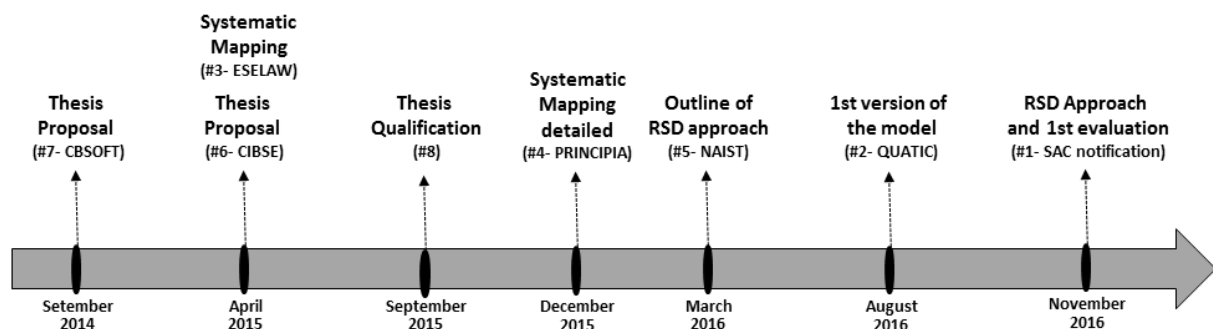 Systematic
Mapping
(#3- ESELAW)
Thesis
Proposal
(#7- CBSOFT)
Thesis
Proposal
(#6- CIBSE)
Thesis
Qualification
(#8)
Systematic
Mapping
detailed
(#4- PRINCIPIA)
Outline of
RSD approach
(#5- NAIST)
1st version of
the model
(#2- QUATIC)
RSD Approach
and 1st evaluation
(#1- SAC notification)
Setember
2014
April
2015
September
2015
December
2015
March
2016
August
2016
November
2016